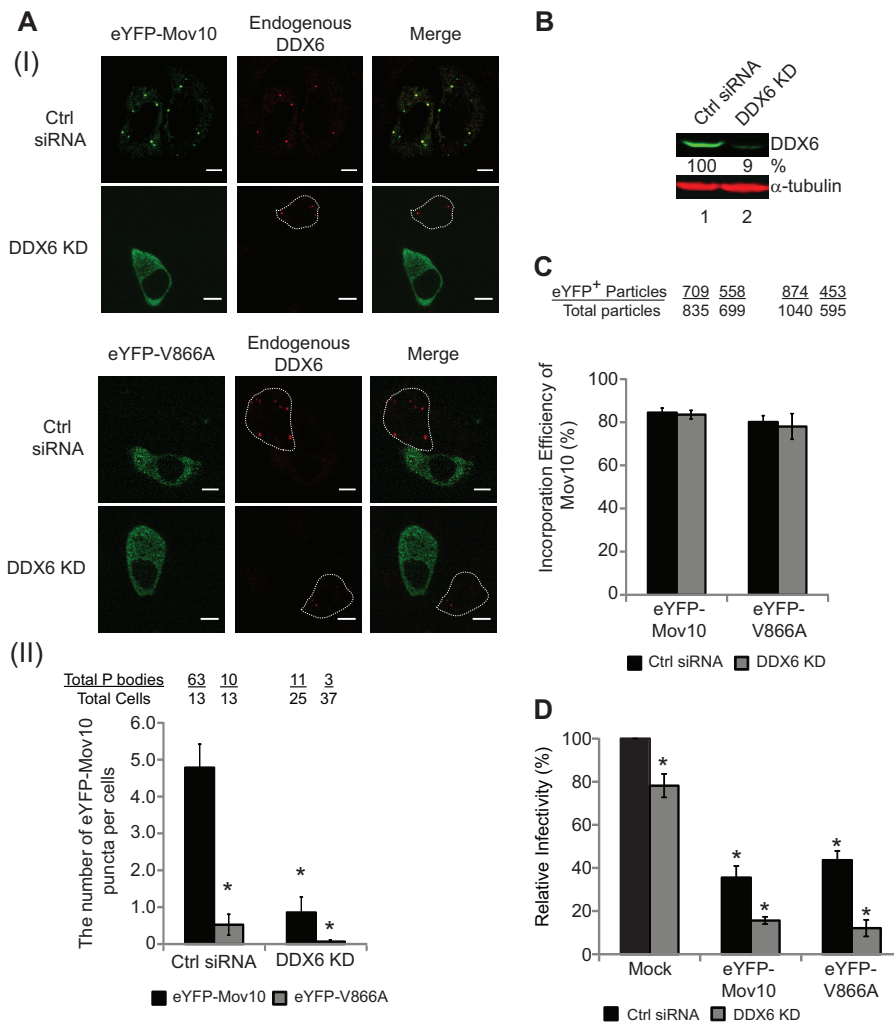 A
(I)
eYFP-Mov10
Endogenous
DDX6
Merge
Ctrl
siRNA
DDX6 KD
eYFP-V866A
Endogenous
DDX6
Merge
Ctrl
siRNA
DDX6 KD
(II)
Total P bodies 63 10 11 3
Total Cells 13 13 25 37
The number of eYFP-Mov10
puncta per cells
6.0
5.0
4.0
3.0
2.0
1.0
0
*
*
*
Ctrl siRNA
DDX6 KD
eYFP-Mov10
eYFP-V866A
B
Ctrl siRNA
DDX6 KD
DDX6
100 9 %
α-tubulin
1 2
C
eYFP+ Particles 709 558 874 453
Total particles 835 699 1040 595
Incorporation Efficiency of
Mov10 (%)
100
80
60
40
20
0
eYFP-
Mov10
eYFP-
V866A
Ctrl siRNA
DDX6 KD
D
Relative Infectivity (%)
100
80
60
40
20
0
*
*
*
*
*
Mock
eYFP-
Mov10
eYFP-
V866A
Ctrl siRNA
DDX6 KD